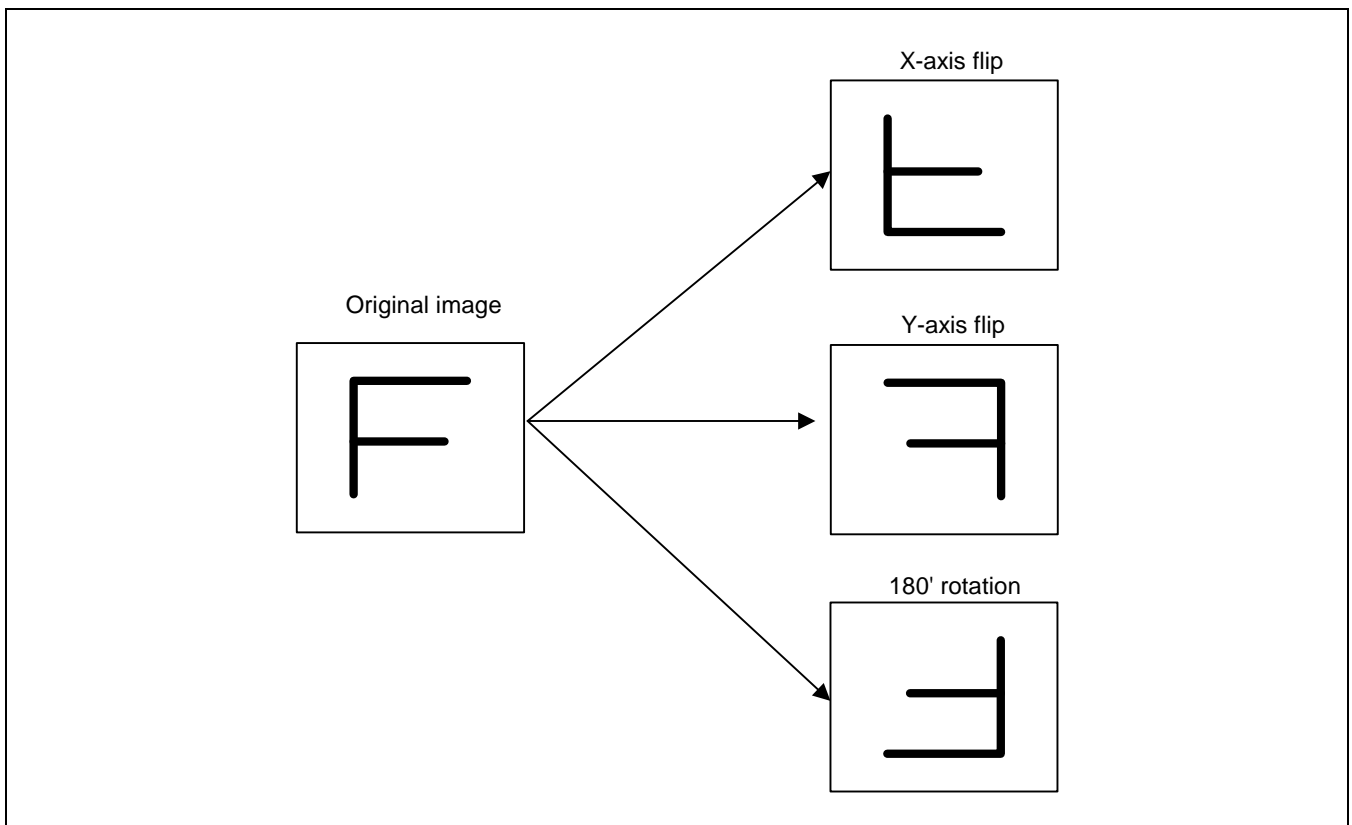 X-axis flip
Original image
F
Y-axis flip
180' rotation